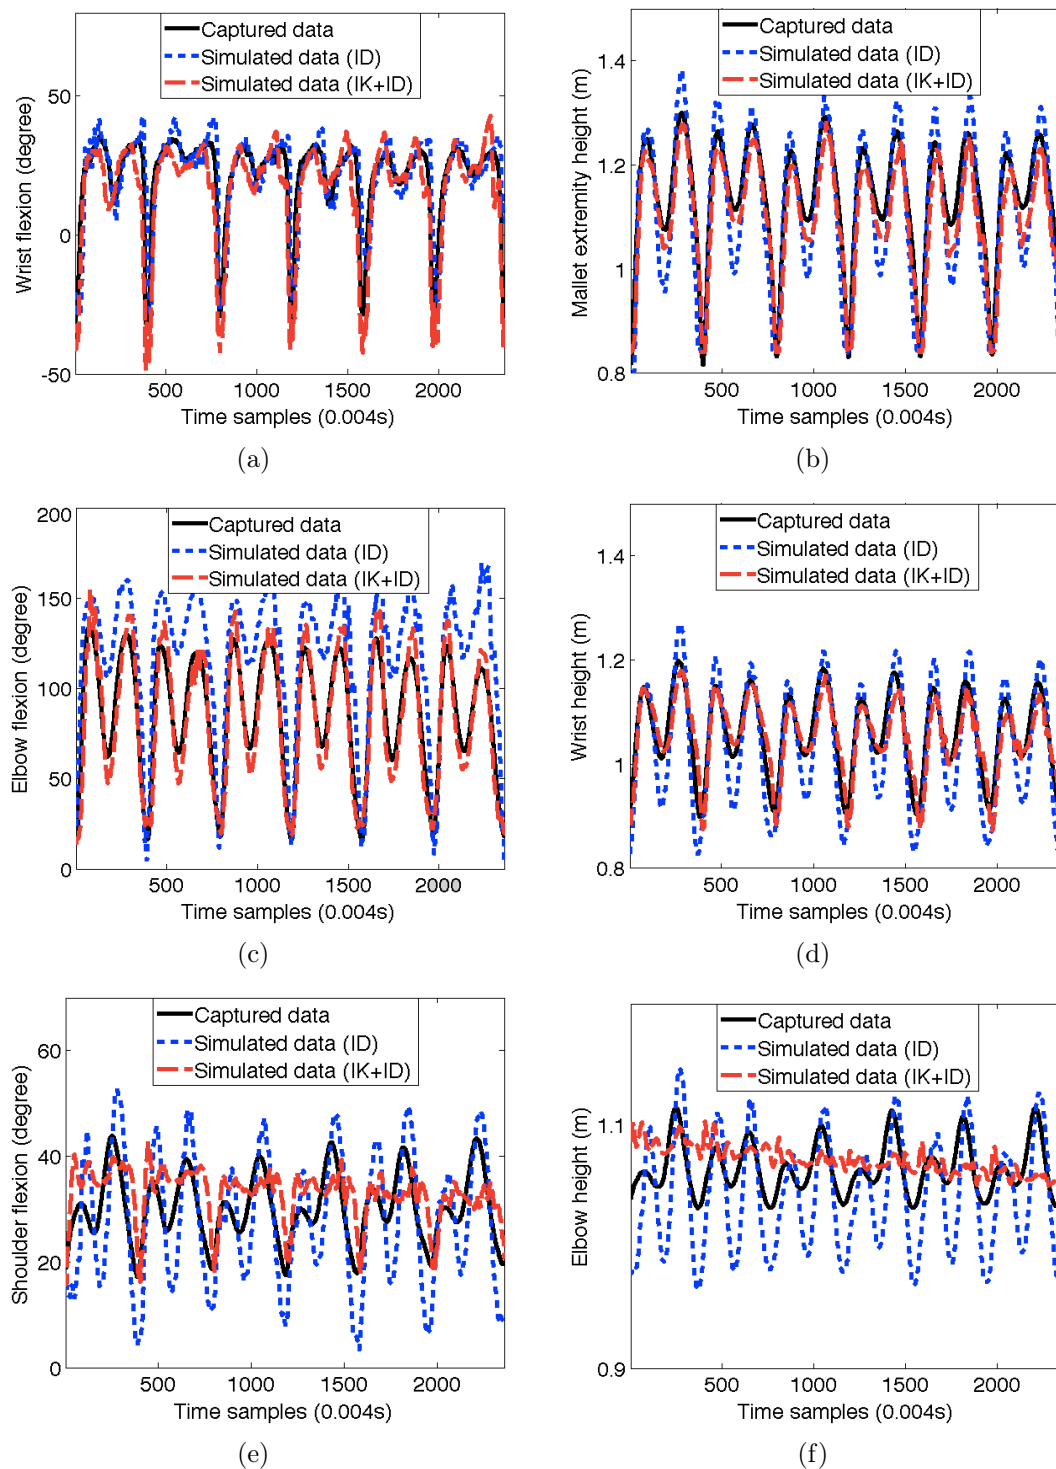 Captured data
Simulated data (ID)
Simulated data (IK+ID)
Wrist flexion (degree)
50
0
-50
500 1000 1500 2000
Time samples (0.004s)
(a)
Captured data
Simulated data (ID)
Simulated data (IK+ID)
Mallet extremity height (m)
1.4
1.2
1
0.8
500 1000 1500 2000
Time samples (0.004s)
(b)
Captured data
Simulated data (ID)
Simulated data (IK+ID)
Elbow flexion (degree)
200
150
100
50
0
500 1000 1500 2000
Time samples (0.004s)
(c)
Captured data
Simulated data (ID)
Simulated data (IK+ID)
Wrist height (m)
1.4
1.2
1
0.8
500 1000 1500 2000
Time samples (0.004s)
(d)
Captured data
Simulated data (ID)
Simulated data (IK+ID)
Shoulder flexion (degree)
60
40
20
0
500 1000 1500 2000
Time samples (0.004s)
(e)
Captured data
Simulated data (ID)
Simulated data (IK+ID)
Elbow height (m)
1.1
0.9
500 1000 1500 2000
Time samples (0.004s)
(f)